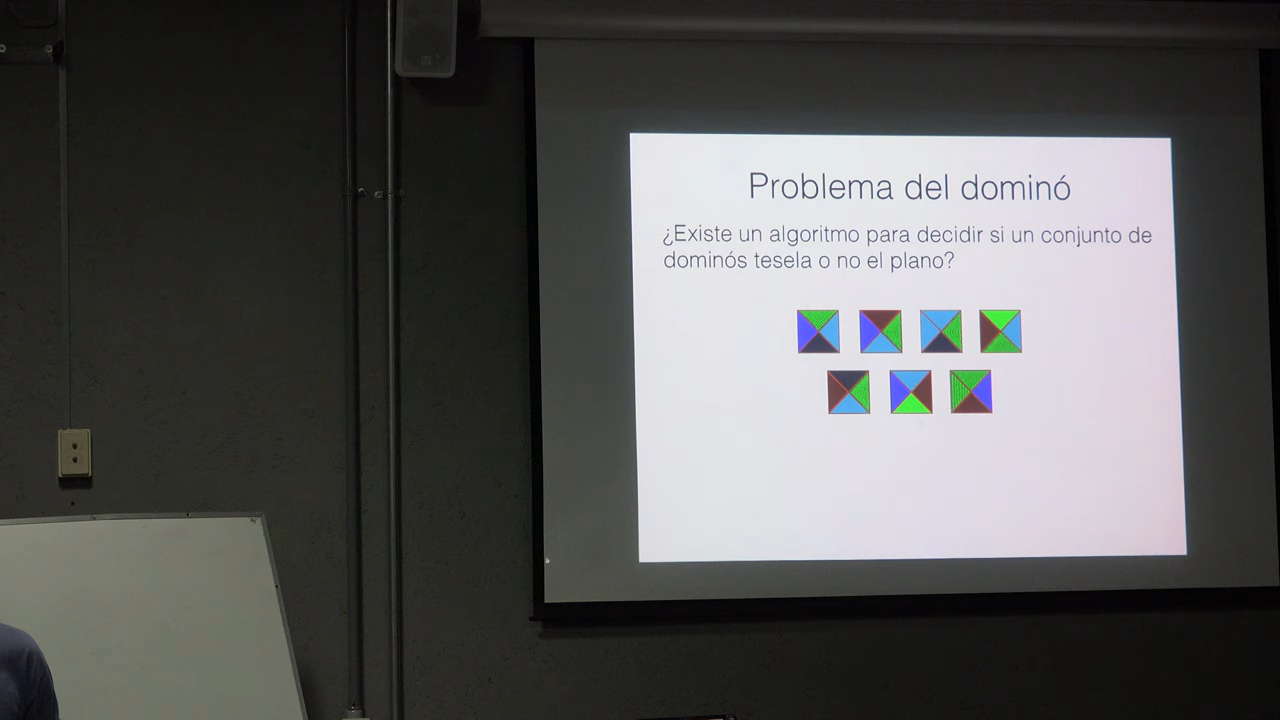 Problema del dominó
¿Existe un algoritmo para decidir si un conjunto de
dominós tesela o no el plano?